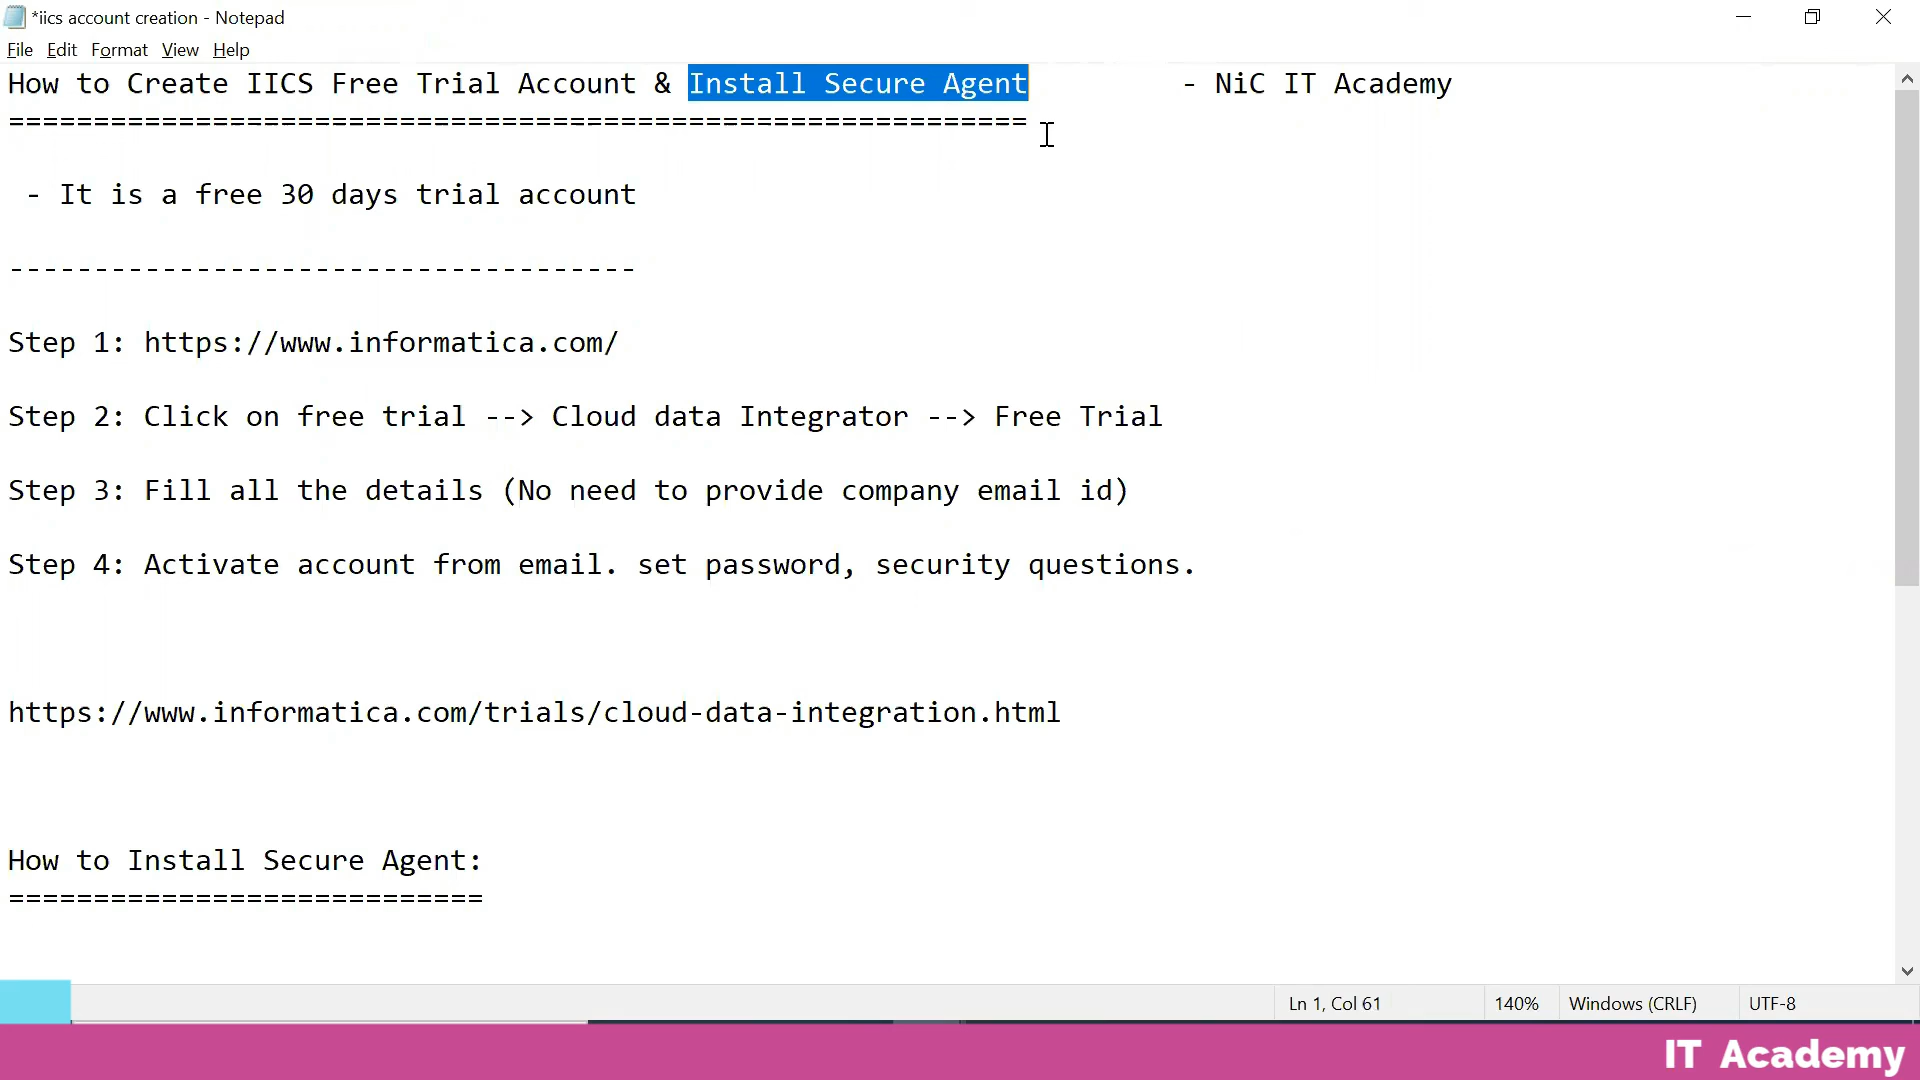 *iics account creation - Notepad
File Edit Format View Help
How to Create IICS Free Trial Account & Install Secure Agent - NiC IT Academy
============================================================
- It is a free 30 days trial account
-------------------------------------
Step 1: https://www.informatica.com/
Step 2: Click on free trial --> Cloud data Integrator --> Free Trial
Step 3: Fill all the details (No need to provide company email id)
Step 4: Activate account from email. set password, security questions.
https://www.informatica.com/trials/cloud-data-integration.html
How to Install Secure Agent:
============================
Ln 1, Col 61 140% Windows (CRLF) UTF-8
IT Academy